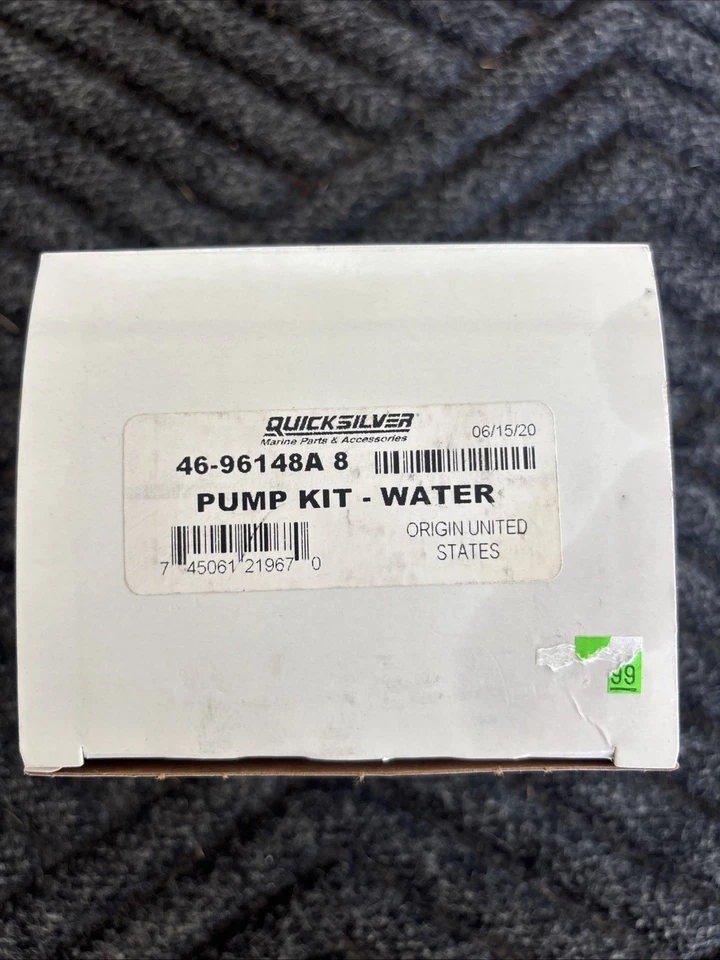 QUICKSILVER
Marine Parts & Accessories
06/15/20
46-96148A 8
PUMP KIT - WATER
7 45061 21967 0
ORIGIN UNITED
STATES
99